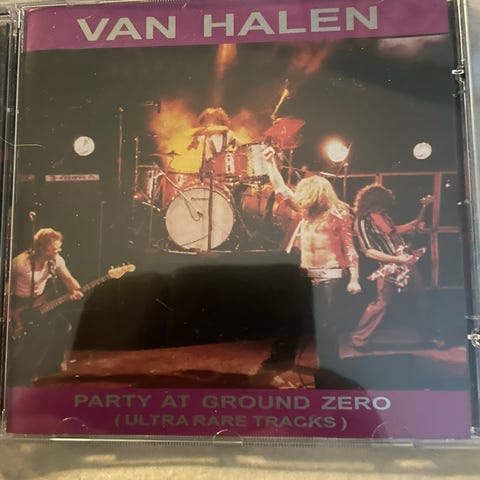 VAN HALEN
PARTY AT GROUND ZERO
( ULTRA RARE TRACKS )